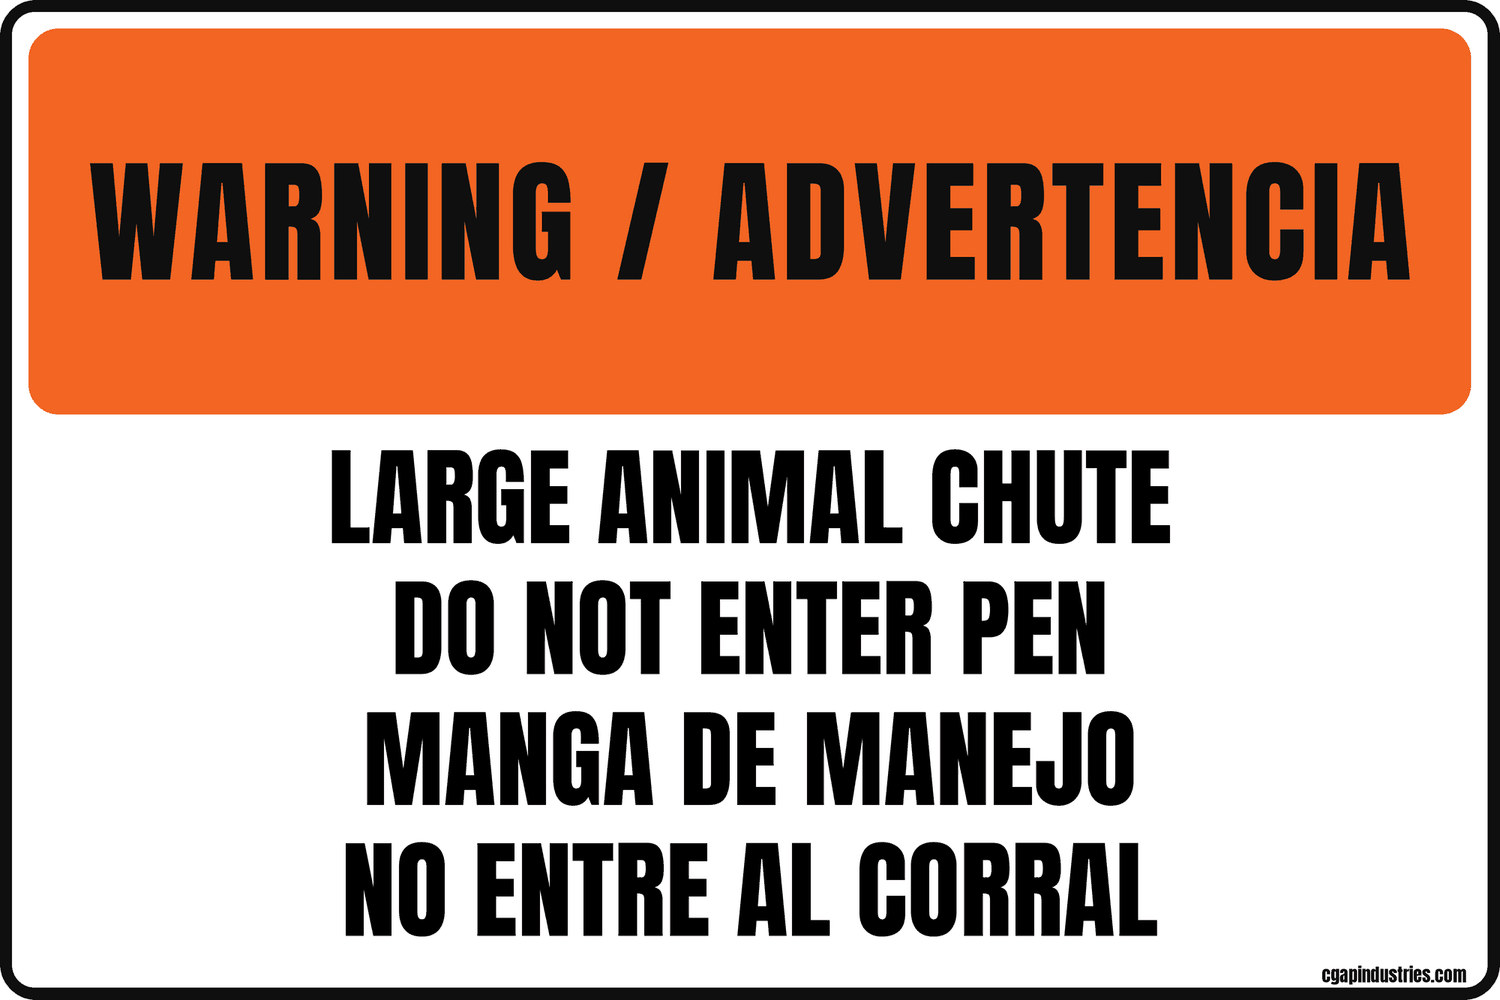 WARNING / ADVERTENCIA
LARGE ANIMAL CHUTE
DO NOT ENTER PEN
MANGA DE MANEJO
NO ENTRE AL CORRAL
cgapindustries.com